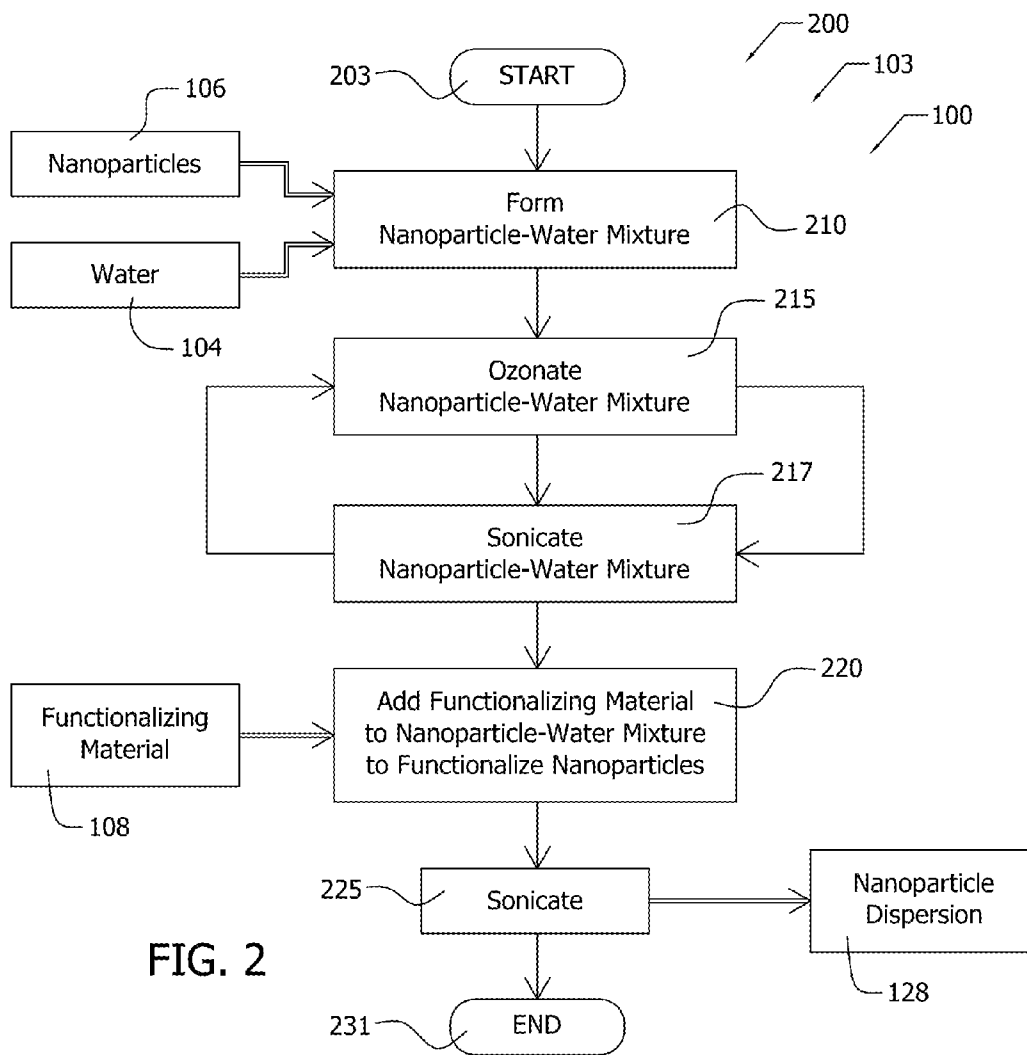 200
203
START
103
106
100
Nanoparticles
Form
Nanoparticle-Water Mixture
210
Water
104
215
Ozonate
Nanoparticle-Water Mixture
217
Sonicate
Nanoparticle-Water Mixture
220
Add Functionalizing Material
to Nanoparticle-Water Mixture
to Functionalize Nanoparticles
Functionalizing
Material
108
225
Sonicate
Nanoparticle
Dispersion
FIG. 2
128
231
END